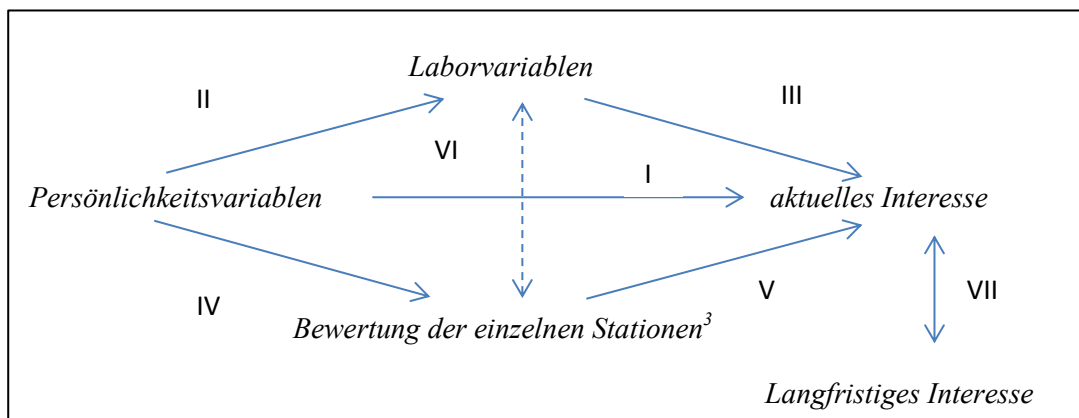 Laborvariablen
II
III
VI
I
Persönlichkeitsvariablen
aktuelles Interesse
IV
V
VII
Bewertung der einzelnen Stationen³
Langfristiges Interesse